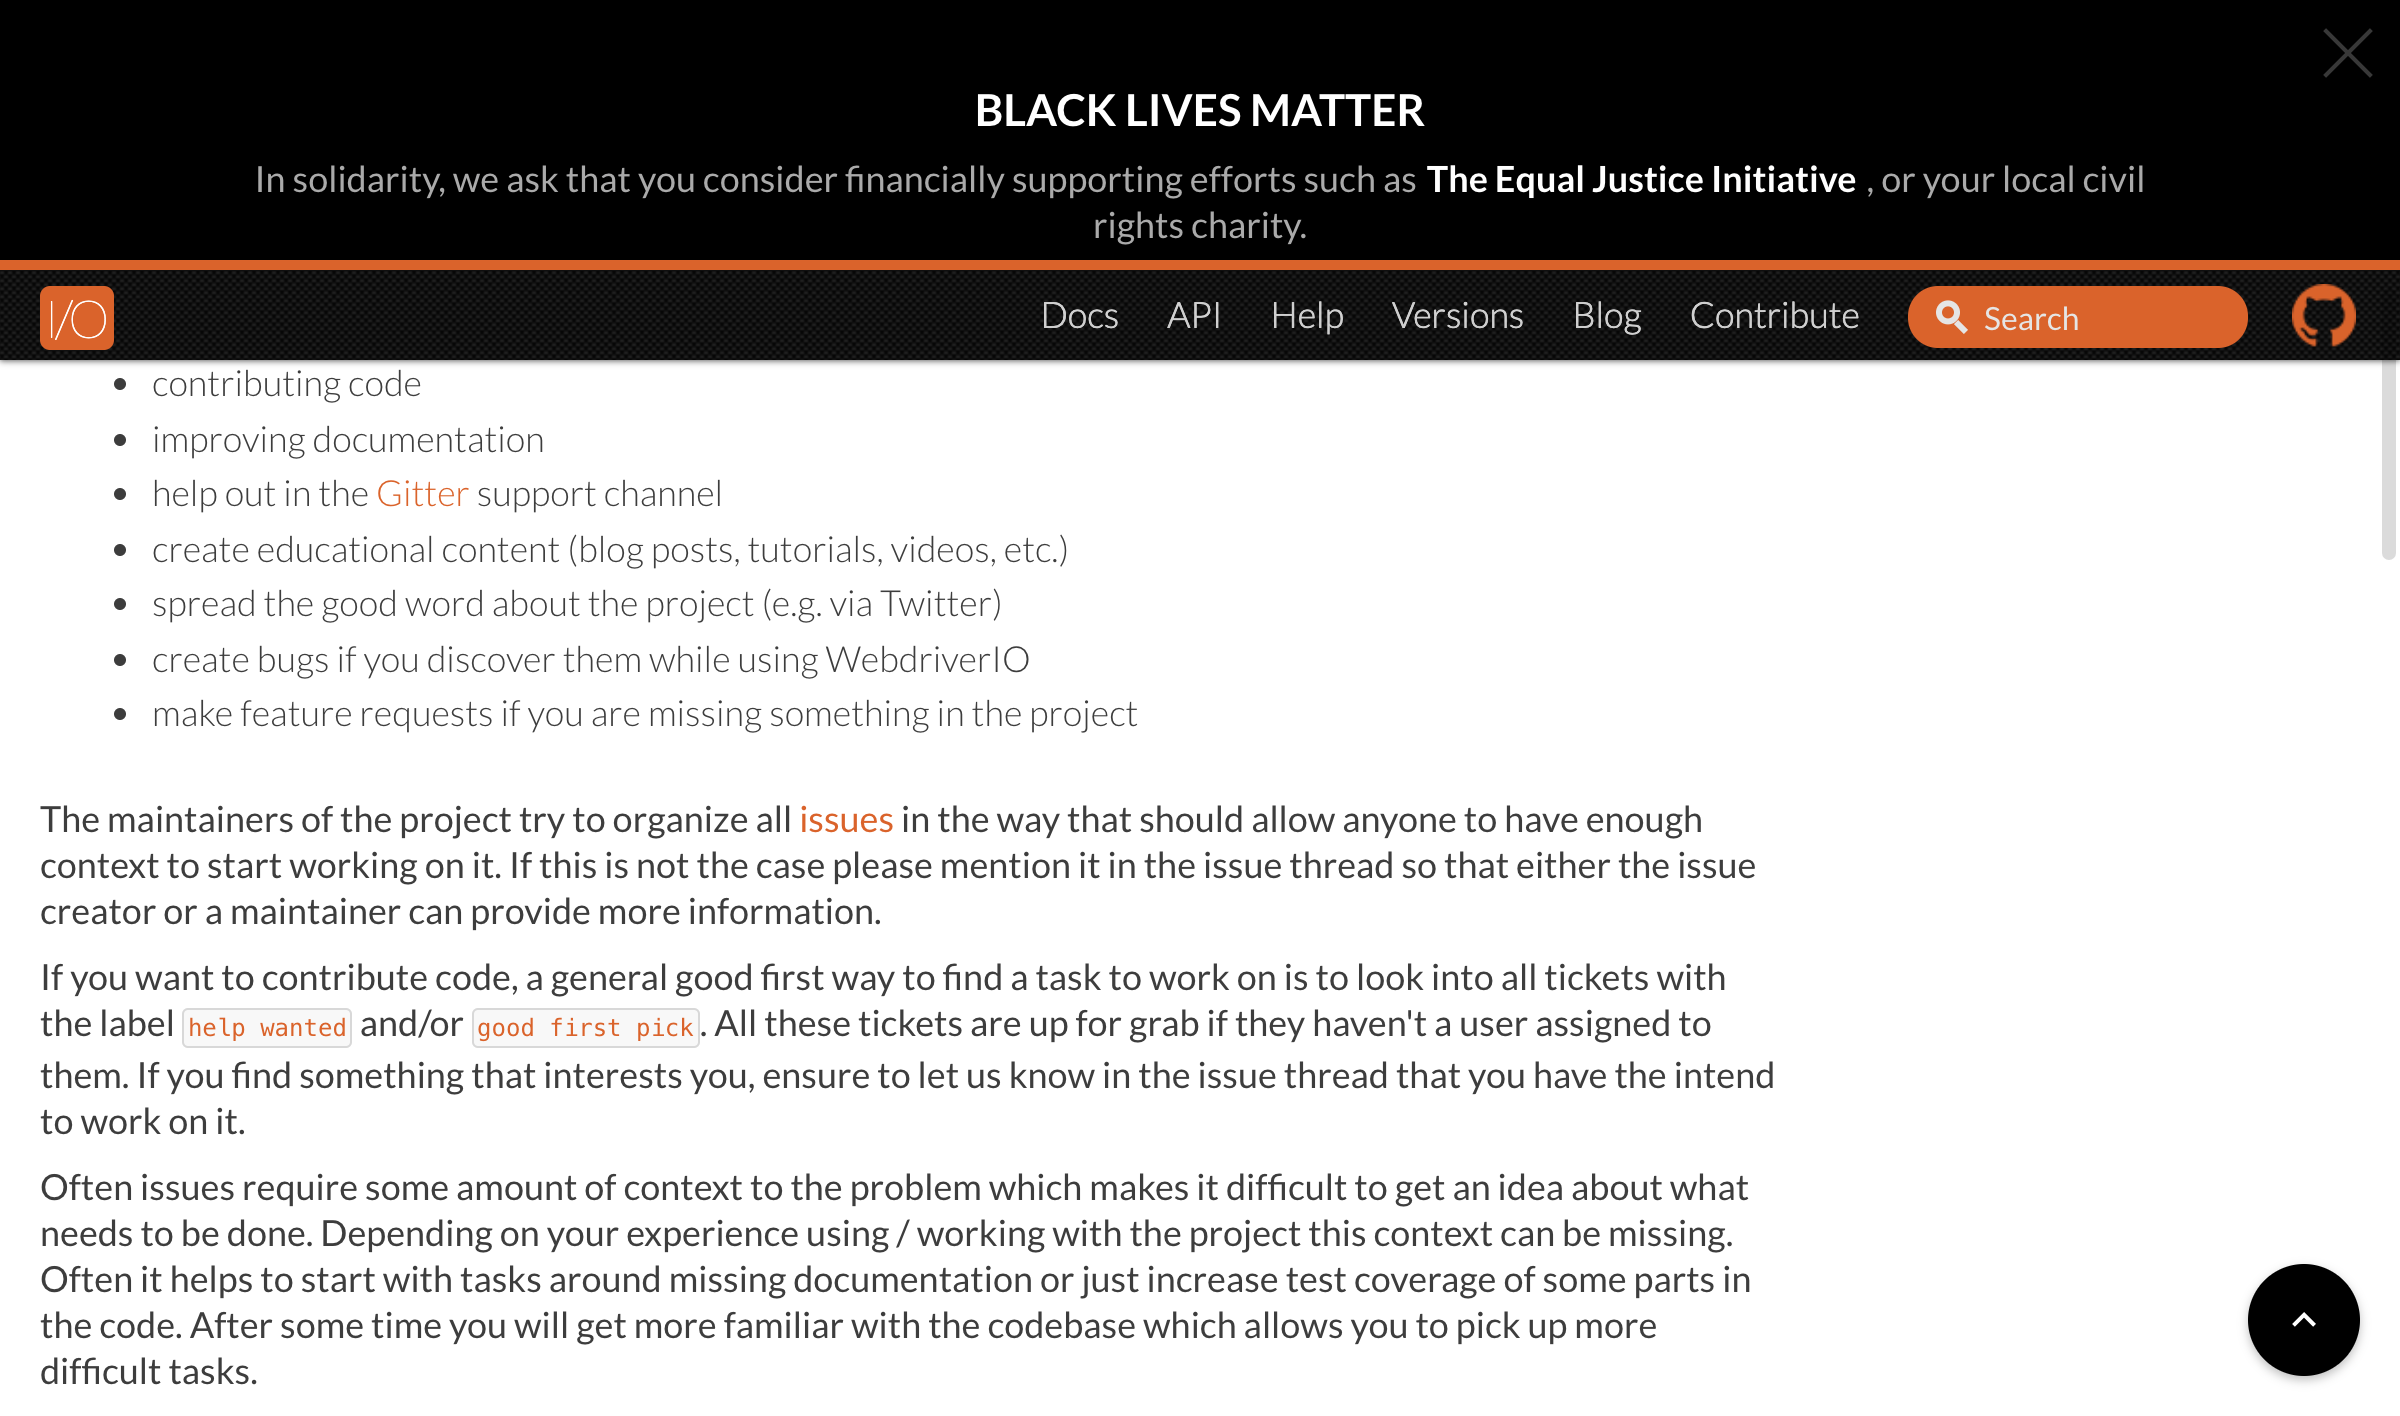 BLACK LIVES MATTER
In solidarity, we ask that you consider financially supporting efforts such as The Equal Justice Initiative , or your local civil
rights charity.
I/O Docs API Help Versions Blog Contribute Search
• contributing code
• improving documentation
• help out in the Gitter support channel
• create educational content (blog posts, tutorials, videos, etc.)
• spread the good word about the project (e.g. via Twitter)
• create bugs if you discover them while using WebdriverIO
• make feature requests if you are missing something in the project
The maintainers of the project try to organize all issues in the way that should allow anyone to have enough
context to start working on it. If this is not the case please mention it in the issue thread so that either the issue
creator or a maintainer can provide more information.
If you want to contribute code, a general good first way to find a task to work on is to look into all tickets with
the label help wanted and/or good first pick. All these tickets are up for grab if they haven't a user assigned to
them. If you find something that interests you, ensure to let us know in the issue thread that you have the intend
to work on it.
Often issues require some amount of context to the problem which makes it difficult to get an idea about what
needs to be done. Depending on your experience using / working with the project this context can be missing.
Often it helps to start with tasks around missing documentation or just increase test coverage of some parts in
the code. After some time you will get more familiar with the codebase which allows you to pick up more
difficult tasks.